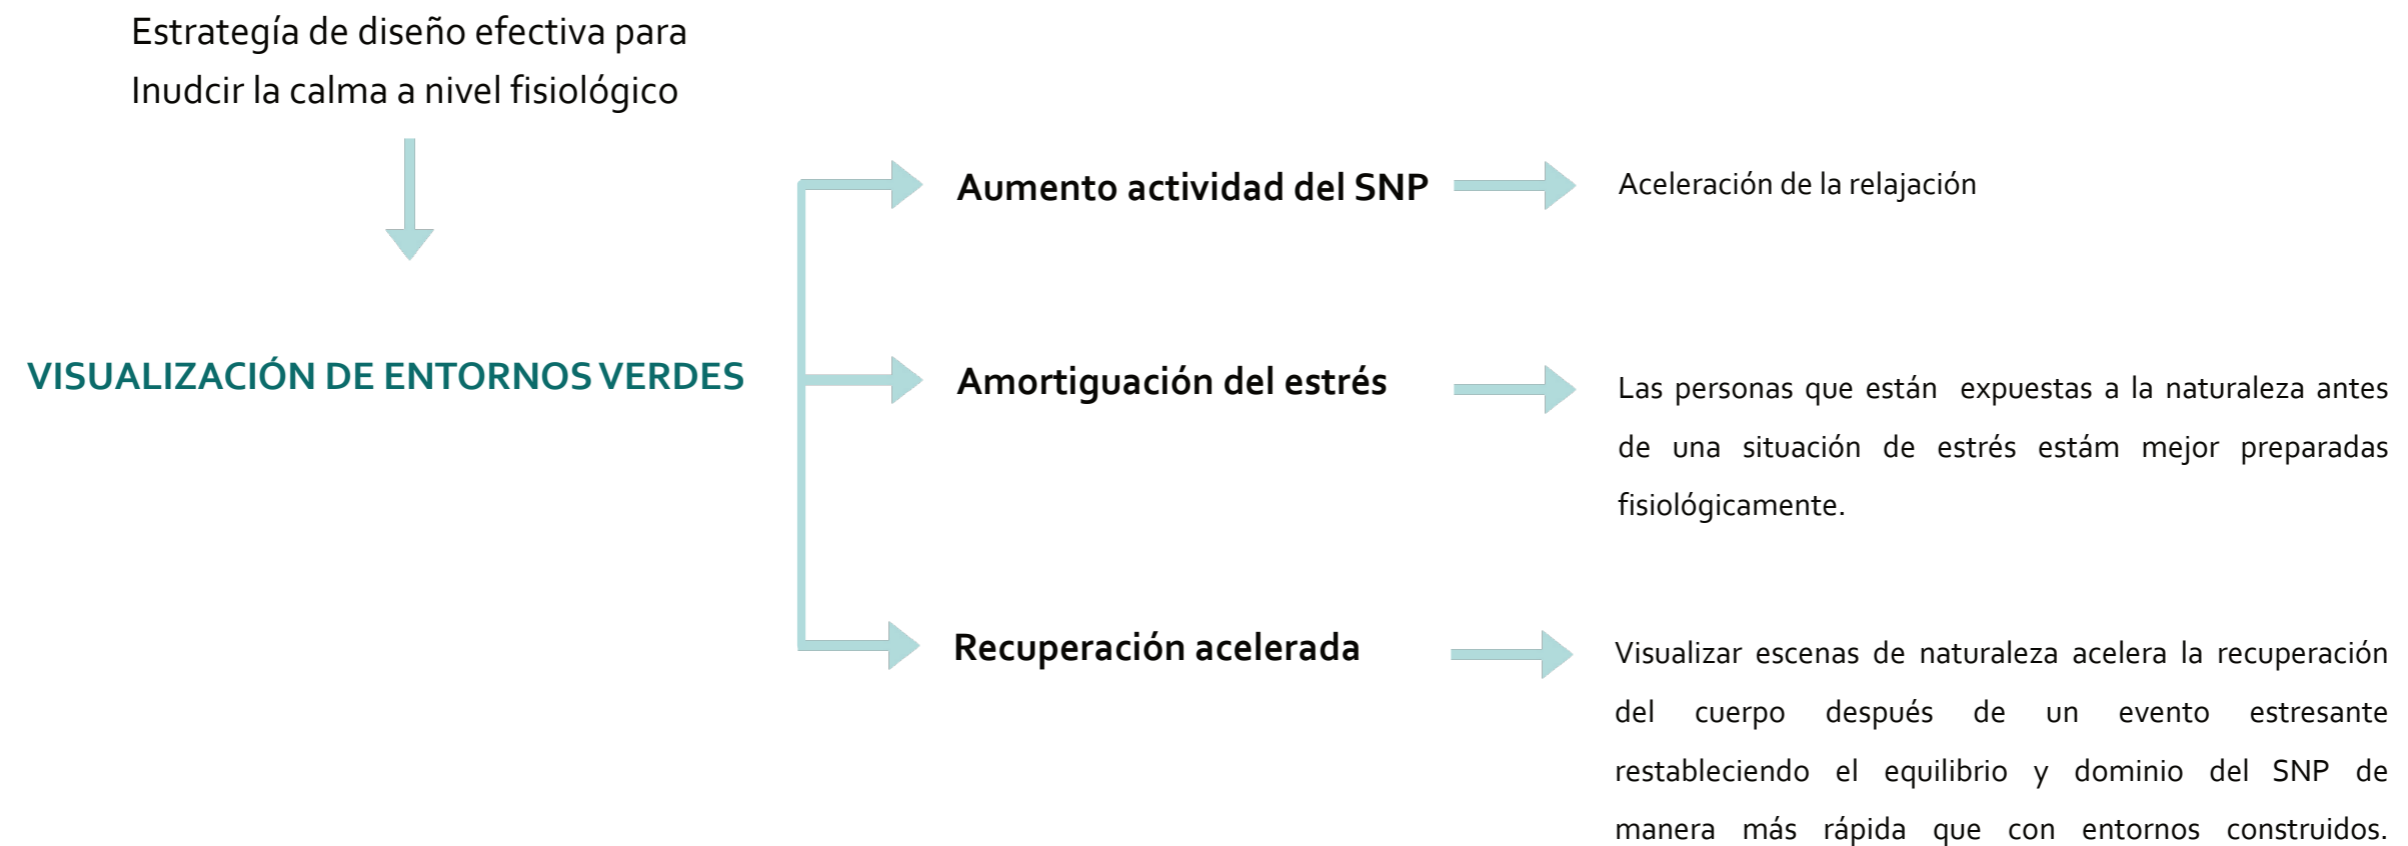 Estrategía de diseño efectiva para
Inudcir la calma a nivel fisiológico
VISUALIZACIÓN DE ENTORNOS VERDES
Aumento actividad del SNP
Aceleración de la relajación
Amortiguación del estrés
Las personas que están expuestas a la naturaleza antes
de una situación de estrés estám mejor preparadas
fisiológicamente.
Recuperación acelerada
Visualizar escenas de naturaleza acelera la recuperación
del cuerpo después de un evento estresante
restableciendo el equilibrio y dominio del SNP de
manera más rápida que con entornos construidos.